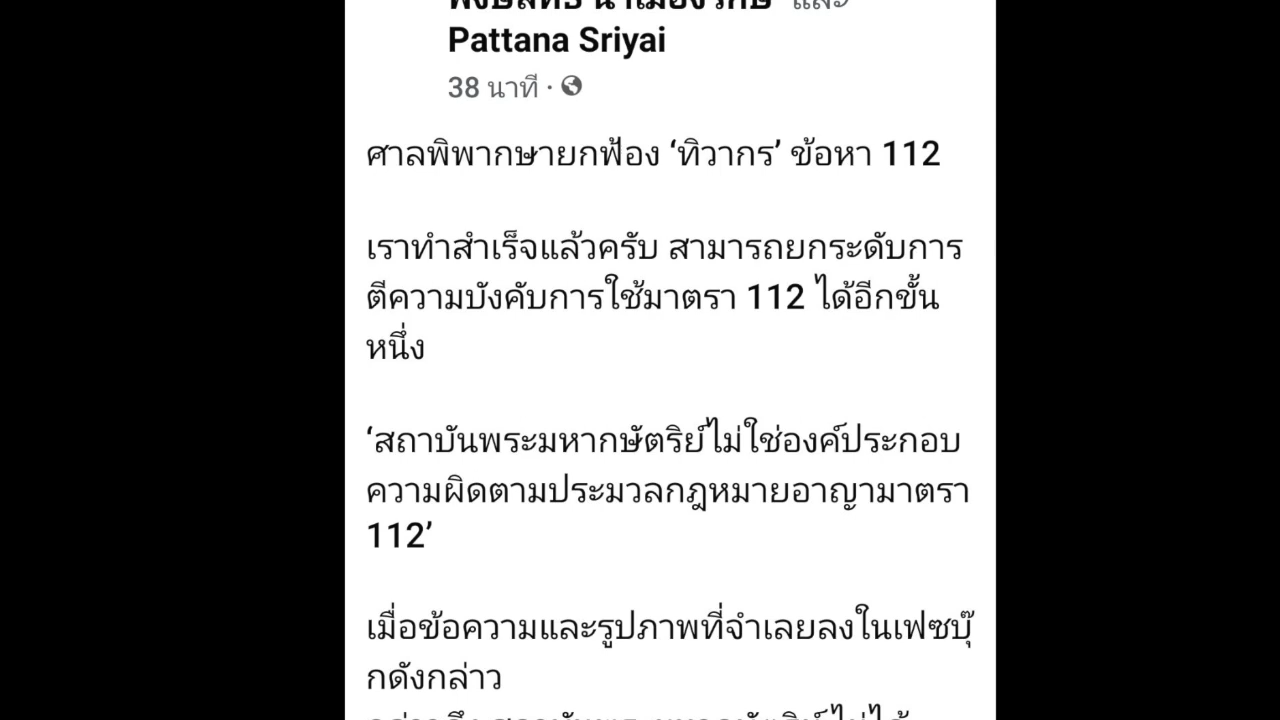 และ
Pattana Sriyai
38 นาที ·
ศาลพิพากษายกฟ้อง ‘ทิวากร’ ข้อหา 112
เราทำสำเร็จแล้วครับ สามารถยกระดับการ
ตีความบังคับการใช้มาตรา 112 ได้อีกขั้น
หนึ่ง
‘สถาบันพระมหากษัตริย์ไม่ใช่องค์ประกอบ
ความผิดตามประมวลกฎหมายอาญามาตรา
112’
เมื่อข้อความและรูปภาพที่จำเลยลงในเฟซบุ๊
กดังกล่าว